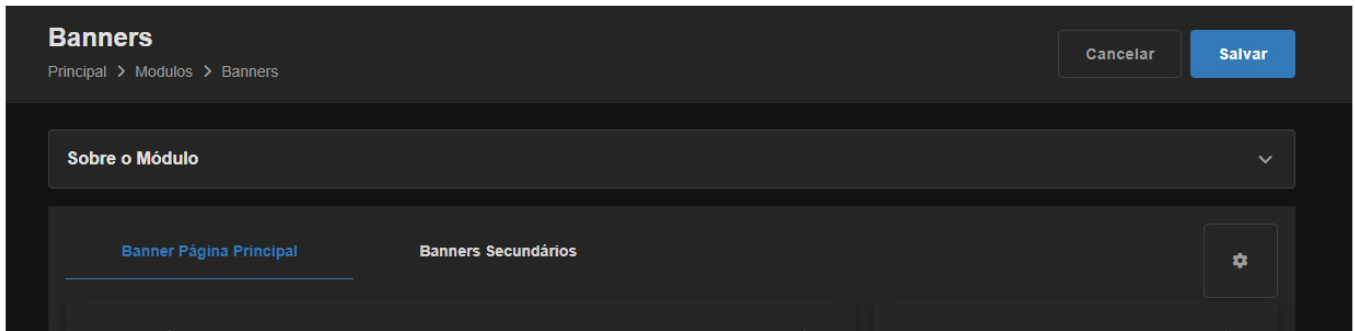 Banners
Principal > Modulos > Banners
Cancelar
Salvar
Sobre o Módulo
Banner Página Principal
Banners Secundários